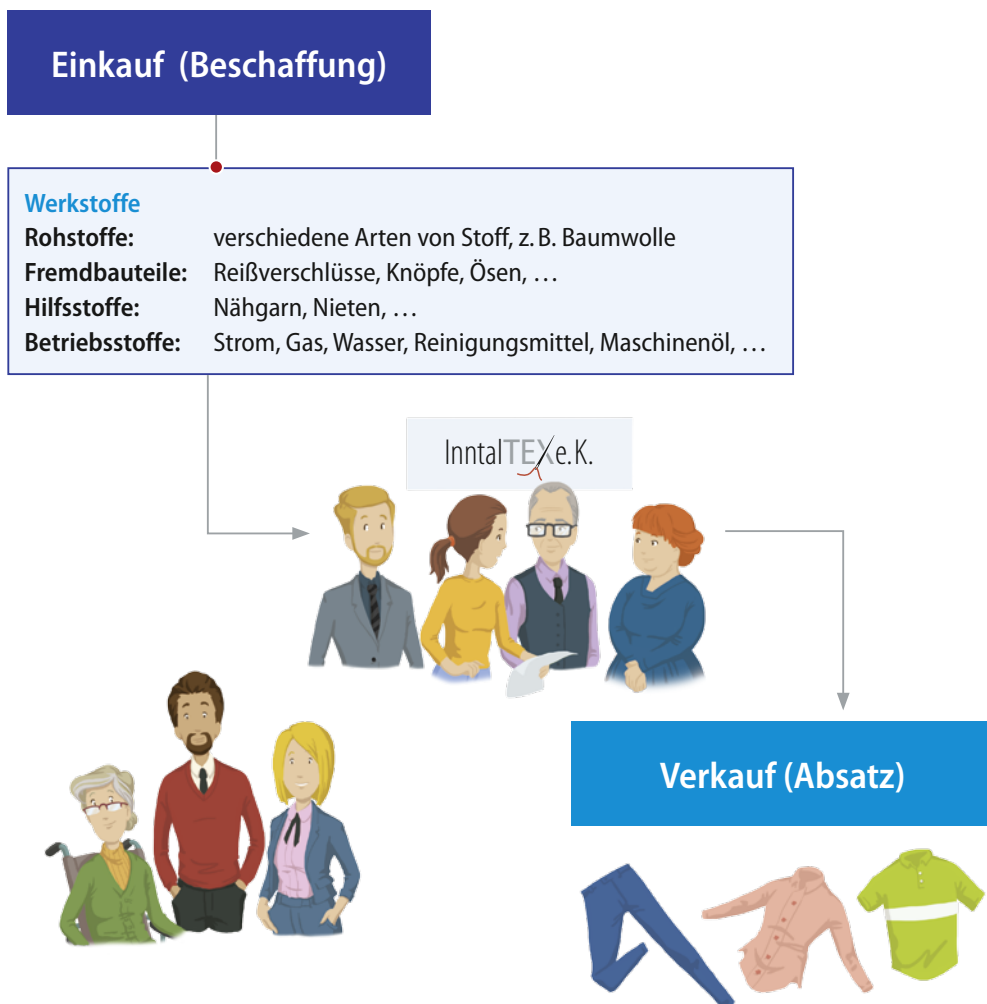 Einkauf (Beschaffung)
Werkstoffe
Rohstoffe: verschiedene Arten von Stoff, z. B. Baumwolle
Fremdbauteile: Reißverschlüsse, Knöpfe, Ösen, …
Hilfsstoffe: Nähgarn, Nieten, …
Betriebsstoffe: Strom, Gas, Wasser, Reinigungsmittel, Maschinenöl, …
InntalTEX e. K.
Verkauf (Absatz)